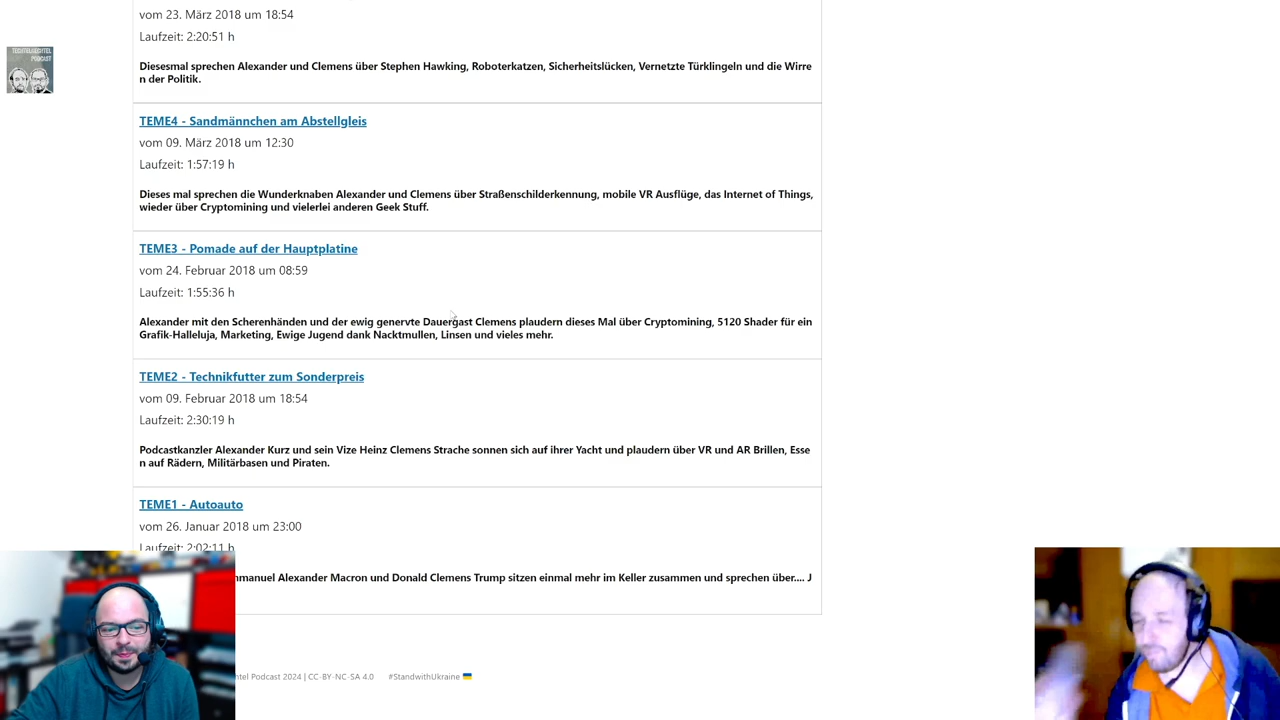 vom 23. März 2018 um 18:54
Laufzeit: 2:20:51 h
TECHTELMECHTEL
PODCAST
Diesesmal sprechen Alexander und Clemens über Stephen Hawking, Roboterkatzen, Sicherheitslücken, Vernetzte Türklingeln und die Wirre
n der Politik.
TEME4 - Sandmännchen am Abstellgleis
vom 09. März 2018 um 12:30
Laufzeit: 1:57:19 h
Dieses mal sprechen die Wunderknaben Alexander und Clemens über Straßenschilderkennung, mobile VR Ausflüge, das Internet of Things,
wieder über Cryptomining und vielerlei anderen Geek Stuff.
TEME3 - Pomade auf der Hauptplatine
vom 24. Februar 2018 um 08:59
Laufzeit: 1:55:36 h
Alexander mit den Scherenhänden und der ewig genervte Dauergast Clemens plaudern dieses Mal über Cryptomining, 5120 Shader für ein
Grafik-Halleluja, Marketing, Ewige Jugend dank Nacktmullen, Linsen und vieles mehr.
TEME2 - Technikfutter zum Sonderpreis
vom 09. Februar 2018 um 18:54
Laufzeit: 2:30:19 h
Podcastkanzler Alexander Kurz und sein Vize Heinz Clemens Strache sonnen sich auf ihrer Yacht und plaudern über VR und AR Brillen, Esse
n auf Rädern, Militärbasen und Piraten.
TEME1 - Autoauto
vom 26. Januar 2018 um 23:00
Laufzeit: 2:02:11 h
mmanuel Alexander Macron und Donald Clemens Trump sitzen einmal mehr im Keller zusammen und sprechen über.... J
tel Podcast 2024 | CC-BY-NC-SA 4.0 #StandwithUkraine